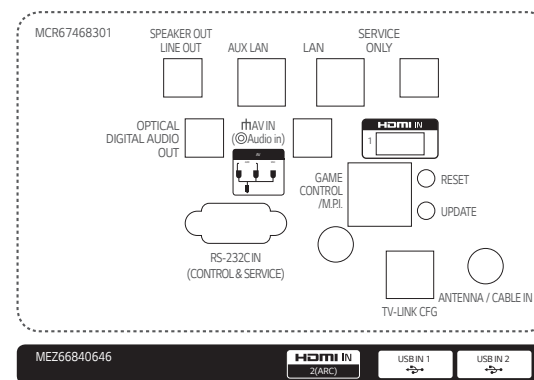 MCR67468301
SPEAKER OUT
LINE OUT
AUX LAN
LAN
SERVICE
ONLY
OPTICAL
DIGITAL AUDIO
OUT
AV IN
(Audio in)
HDMI IN
1
GAME
CONTROL
/M.P.I.
RESET
UPDATE
RS-232C IN
(CONTROL & SERVICE)
TV-LINK CFG
ANTENNA / CABLE IN
MEZ66840646
HDMI IN
2(ARC)
USB IN 1
USB IN 2